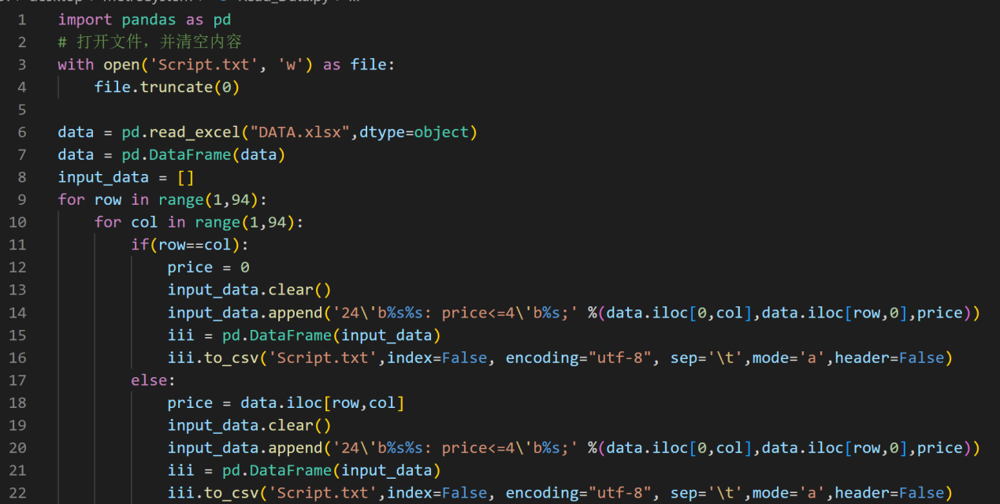 1 import pandas as pd
2 # 打开文件，并清空内容
3 with open('Script.txt', 'w') as file:
4     file.truncate(0)
5
6 data = pd.read_excel("DATA.xlsx",dtype=object)
7 data = pd.DataFrame(data)
8 input_data = []
9 for row in range(1,94):
10     for col in range(1,94):
11         if(row==col):
12             price = 0
13             input_data.clear()
14             input_data.append('24\'b%s%s: price<=4\'b%s;' %(data.iloc[0,col],data.iloc[row,0],price))
15             iii = pd.DataFrame(input_data)
16             iii.to_csv('Script.txt',index=False, encoding="utf-8", sep='\t',mode='a',header=False)
17         else:
18             price = data.iloc[row,col]
19             input_data.clear()
20             input_data.append('24\'b%s%s: price<=4\'b%s;' %(data.iloc[0,col],data.iloc[row,0],price))
21             iii = pd.DataFrame(input_data)
22             iii.to_csv('Script.txt',index=False, encoding="utf-8", sep='\t',mode='a',header=False)